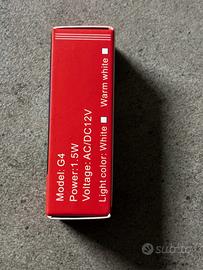 Model: G4
Power:1.5W
Voltage: AC/DC12V
Light color: White Warm white
subito